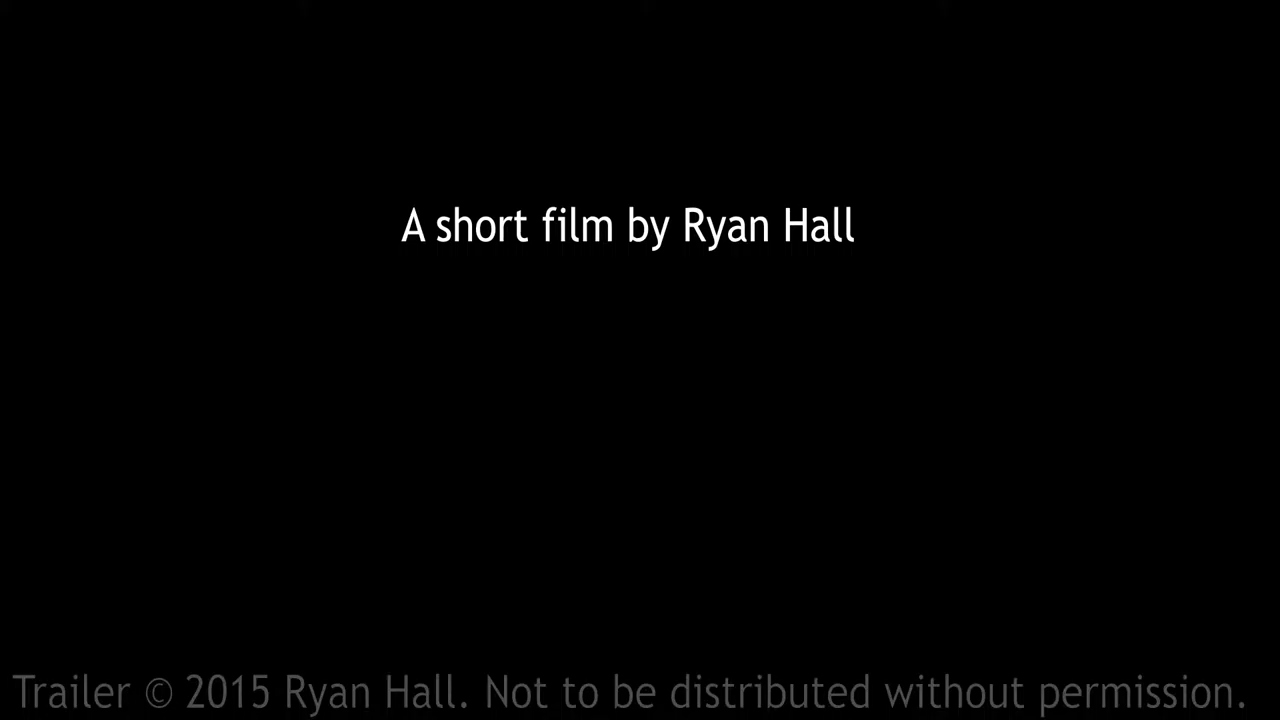 A short film by Ryan Hall
Trailer © 2015 Ryan Hall. Not to be distributed without permission.